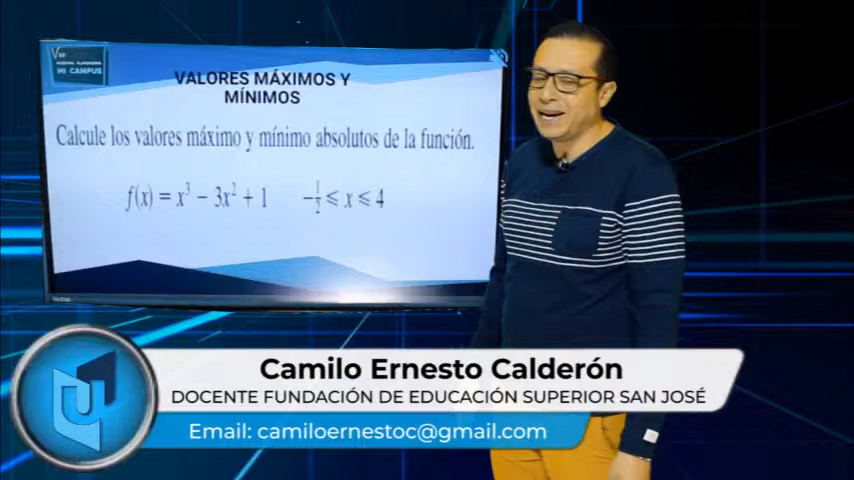 MI CAMPUS
VALORES MÁXIMOS Y
MÍNIMOS
Calcule los valores máximo y mínimo absolutos de la función.
f(x) = x³ − 3x² + 1 −1/2 ⩽ x ⩽ 4
Camilo Ernesto Calderón
DOCENTE FUNDACIÓN DE EDUCACIÓN SUPERIOR SAN JOSÉ
Email: camiloernestoc@gmail.com